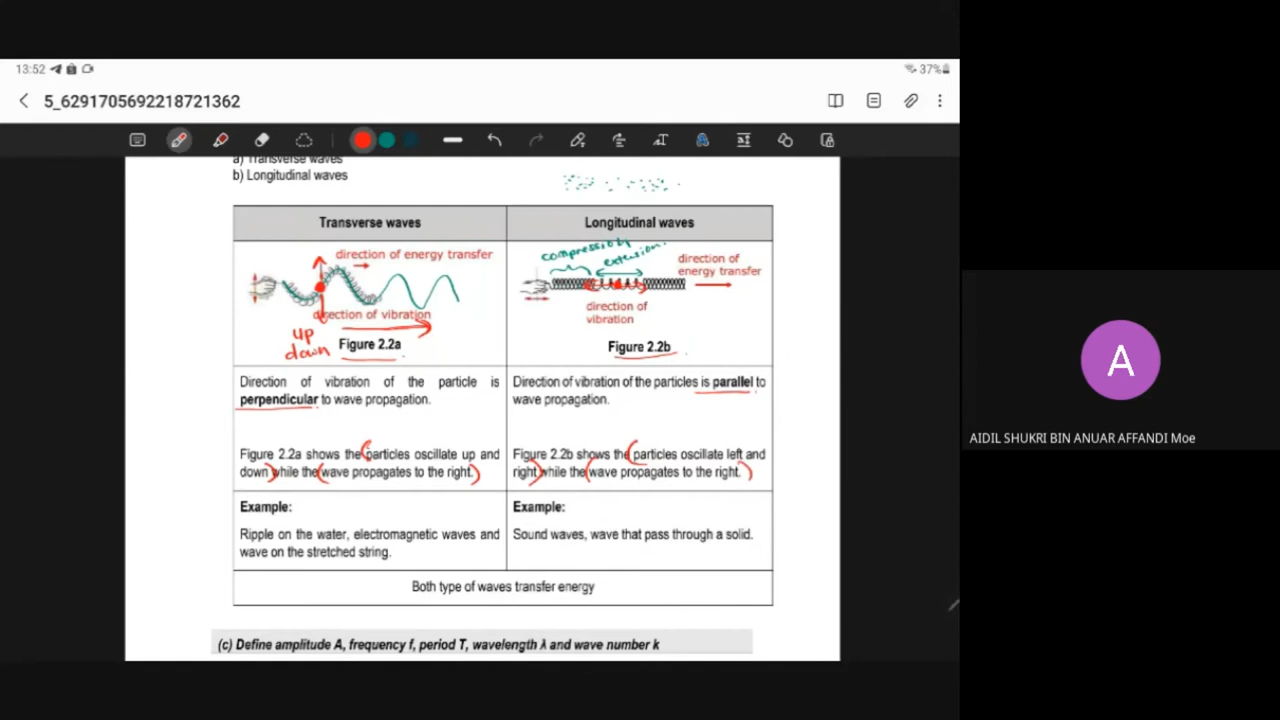 13:52
37%
5_6291705692218721362
a) Transverse waves
b) Longitudinal waves
Transverse waves
Longitudinal waves
direction of energy transfer
direction of vibration
up
down
Figure 2.2a
compression
extension
direction of
energy transfer
direction of
vibration
Figure 2.2b
Direction of vibration of the particle is
perpendicular to wave propagation.
Direction of vibration of the particles is parallel to
wave propagation.
Figure 2.2a shows the particles oscillate up and
down while the wave propagates to the right.
Figure 2.2b shows the particles oscillate left and
right while the wave propagates to the right.
Example:
Ripple on the water, electromagnetic waves and
wave on the stretched string.
Example:
Sound waves, wave that pass through a solid.
Both type of waves transfer energy
(c) Define amplitude A, frequency f, period T, wavelength λ and wave number k
A
AIDIL SHUKRI BIN ANUAR AFFANDI Moe